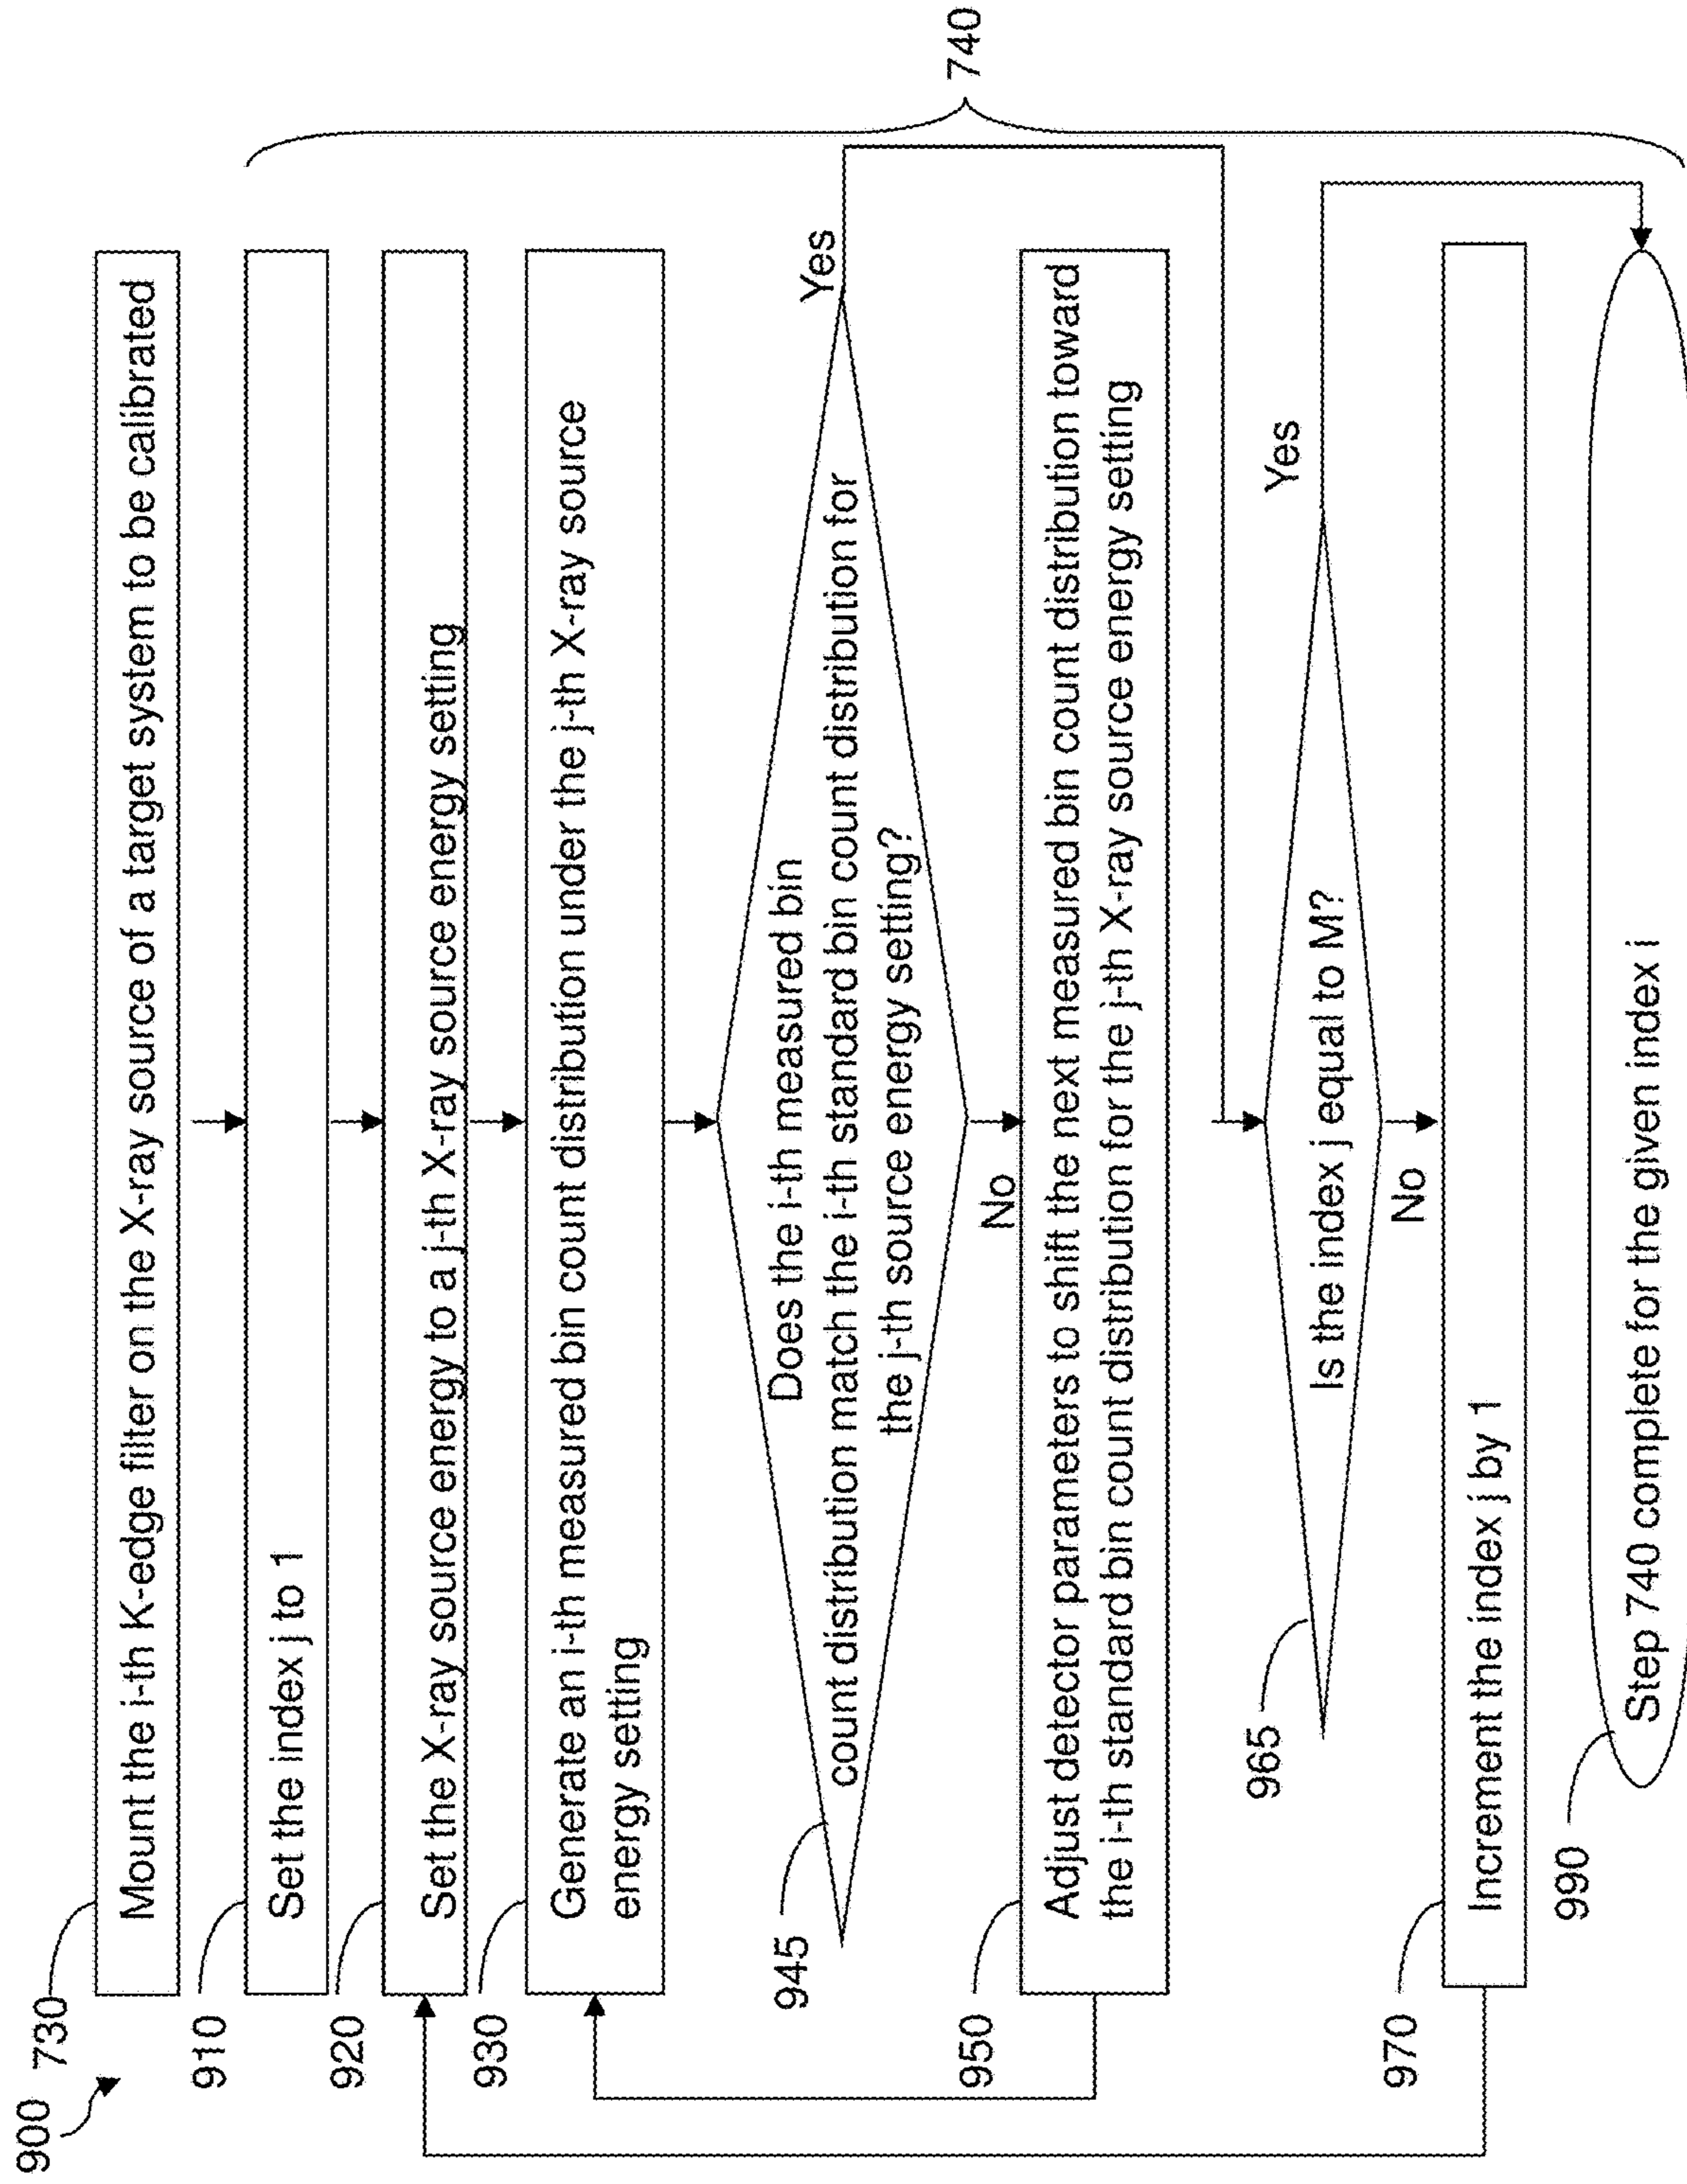 900
730
Mount the i-th K-edge filter on the X-ray source of a target system to be calibrated
910
Set the index j to 1
920
Set the X-ray source energy to a j-th X-ray source energy setting
930
Generate an i-th measured bin count distribution under the j-th X-ray source
energy setting
945
Does the i-th measured bin
count distribution match the i-th standard bin count distribution for
the j-th source energy setting?
Yes
No
950
Adjust detector parameters to shift the next measured bin count distribution toward
the i-th standard bin count distribution for the j-th X-ray source energy setting
965
Is the index j equal to M?
Yes
No
970
Increment the index j by 1
990
Step 740 complete for the given index i
740